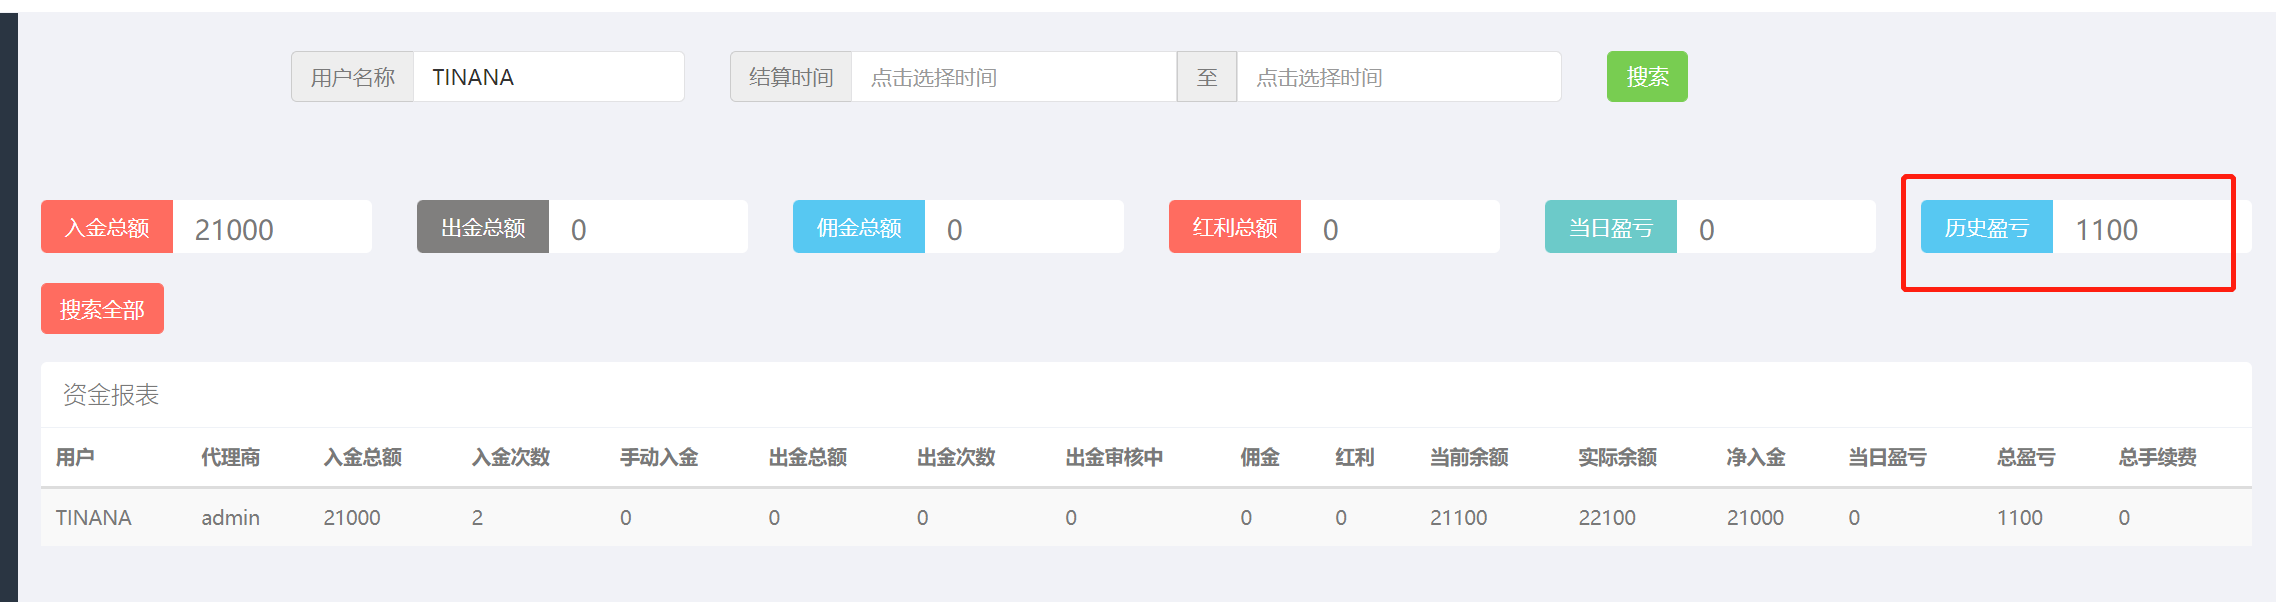 用户名称 TINANA 结算时间 点击选择时间 至 点击选择时间 搜索
入金总额 21000 出金总额 0 佣金总额 0 红利总额 0 当日盈亏 0 历史盈亏 1100
搜索全部
资金报表
用户 代理商 入金总额 入金次数 手动入金 出金总额 出金次数 出金审核中 佣金 红利 当前余额 实际余额 净入金 当日盈亏 总盈亏 总手续费
TINANA admin 21000 2 0 0 0 0 0 0 21100 22100 21000 0 1100 0